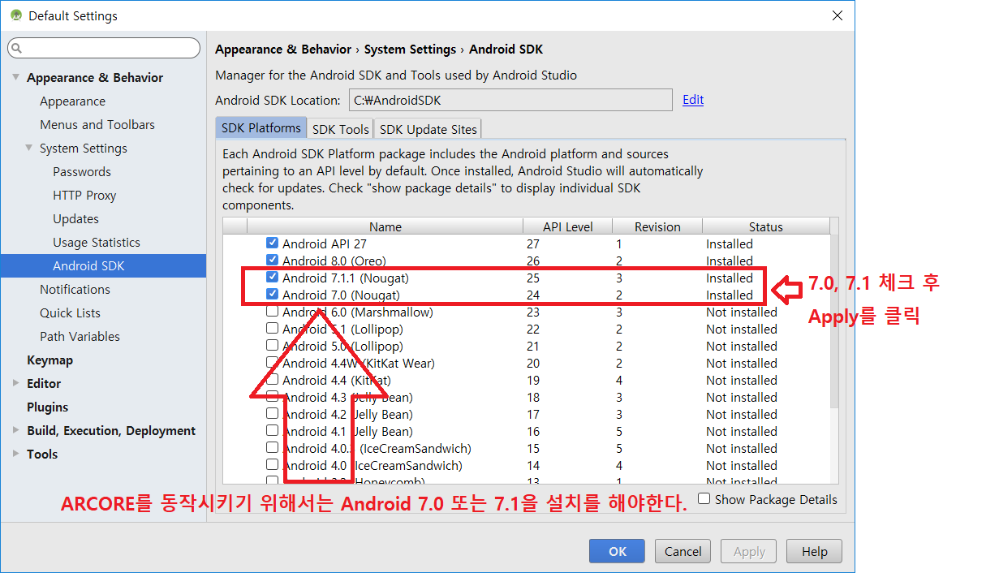 Default Settings
Appearance & Behavior › System Settings › Android SDK
Appearance & Behavior
Appearance
Menus and Toolbars
System Settings
Passwords
HTTP Proxy
Updates
Usage Statistics
Android SDK
Notifications
Quick Lists
Path Variables
Keymap
Editor
Plugins
Build, Execution, Deployment
Tools
Manager for the Android SDK and Tools used by Android Studio
Android SDK Location: C:₩AndroidSDK Edit
SDK Platforms SDK Tools SDK Update Sites
Each Android SDK Platform package includes the Android platform and sources
pertaining to an API level by default. Once installed, Android Studio will automatically
check for updates. Check "show package details" to display individual SDK
components.
Name API Level Revision Status
Android API 27 27 1 Installed
Android 8.0 (Oreo) 26 2 Installed
Android 7.1.1 (Nougat) 25 3 Installed
Android 7.0 (Nougat) 24 2 Installed
Android 6.0 (Marshmallow) 23 3 Not installed
Android 5.1 (Lollipop) 22 2 Not installed
Android 5.0 (Lollipop) 21 2 Not installed
Android 4.4W (KitKat Wear) 20 2 Not installed
Android 4.4 (KitKat) 19 4 Not installed
Android 4.3 (Jelly Bean) 18 3 Not installed
Android 4.2 (Jelly Bean) 17 3 Not installed
Android 4.1 (Jelly Bean) 16 5 Not installed
Android 4.0.3 (IceCreamSandwich) 15 5 Not installed
Android 4.0 (IceCreamSandwich) 14 4 Not installed
(Honeycomb) 13 1 Not installed
7.0, 7.1 체크 후
Apply를 클릭
ARCORE를 동작시키기 위해서는 Android 7.0 또는 7.1을 설치를 해야한다.
Show Package Details
OK Cancel Apply Help